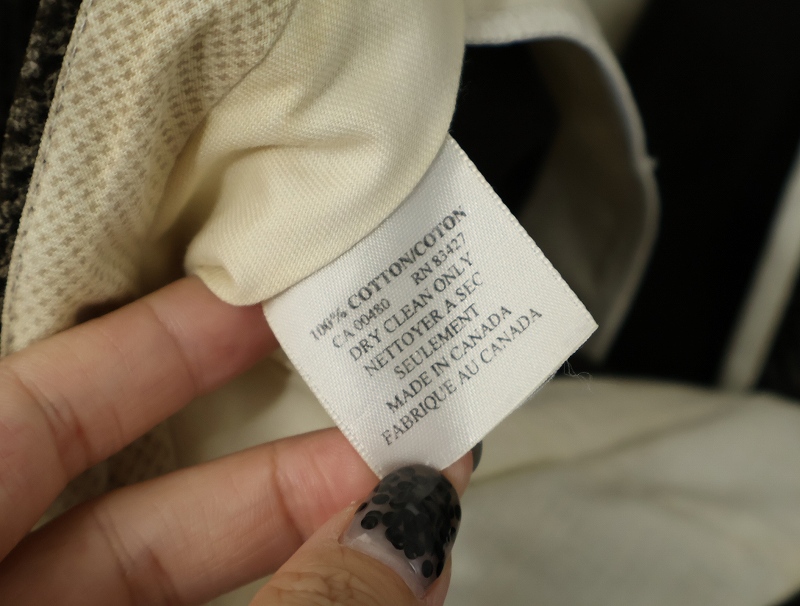 100% COTTON/COTON
CA 00480 RN 83427
DRY CLEAN ONLY
NETTOYER A SEC
SEULEMENT
MADE IN CANADA
FABRIQUE AU CANADA